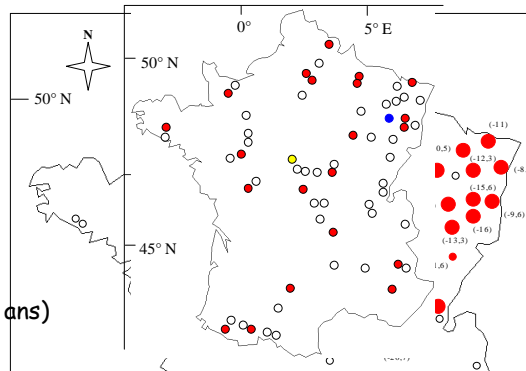 0° 5° E
N
50° N
50° N
(-11)
0,5)
(-12,3)
(-8.
(-15,6)
(-9,6)
(-16)
(-13,3)
45° N
1,6)
ans)